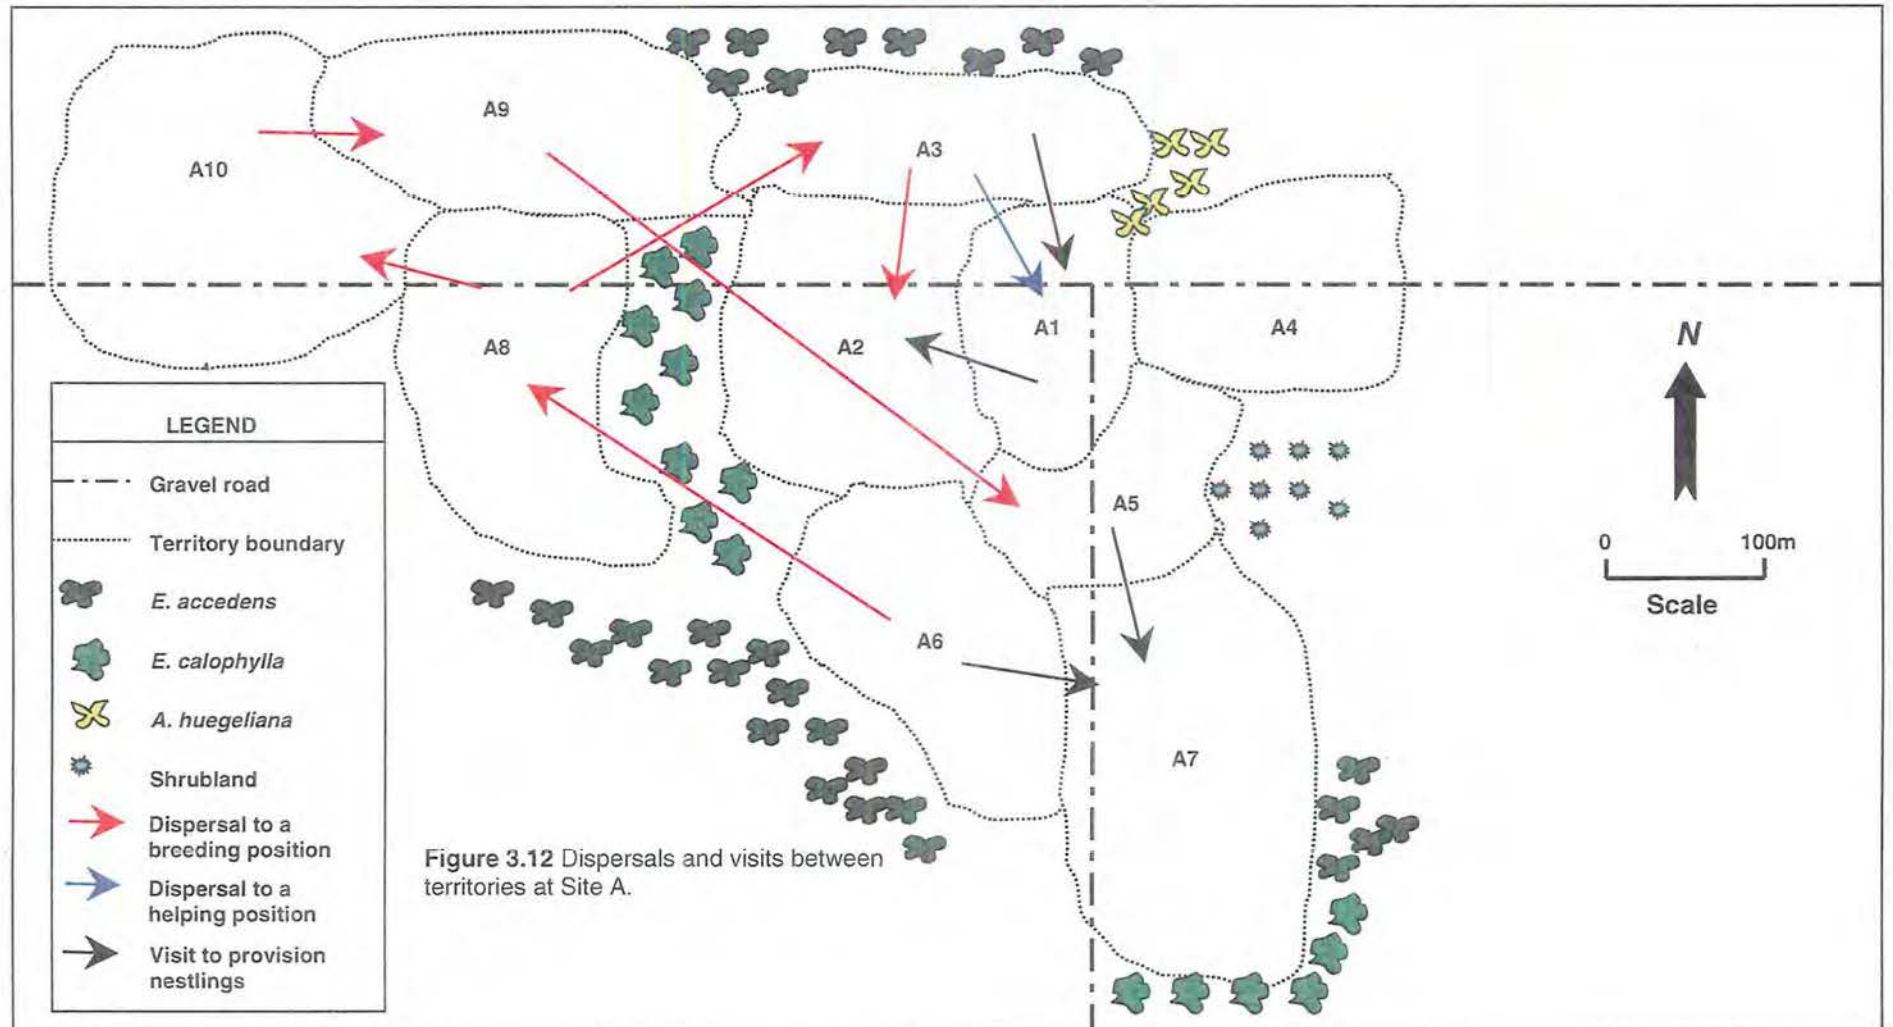 A9
A3
A10
N
A1
A4
A2
A8
LEGEND
Gravel road
A5
Territory boundary
0 100m
Scale
E. accedens
A6
E. calophylla
A. huegeliana
A7
Shrubland
Dispersal to a
breeding position
Figure 3.12 Dispersals and visits between
territories at Site A.
Dispersal to a
helping position
Visit to provision
nestlings